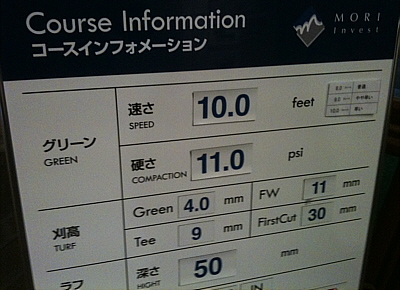 Course Information
コースインフォメーション
MORI
Invest
グリーン
GREEN
速さ
SPEED
10.0
feet
硬さ
COMPACTION
11.0
psi
刈高
TURF
Green 4.0 mm
FW 11 mm
Tee 9 mm
FirstCut 30 mm
ラフ
深さ
HIGHT
50
mm
IN